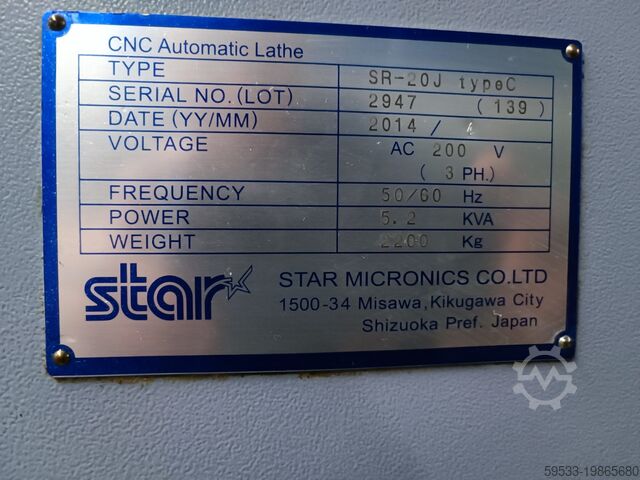 CNC Automatic Lathe
TYPE SR-20J typeC
SERIAL NO.(LOT) 2947 (139)
DATE (YY/MM) 2014 / 4
VOLTAGE AC 200 V
( 3 PH.)
FREQUENCY 50/60 Hz
POWER 5.2 KVA
WEIGHT 2200 Kg
star STAR MICRONICS CO.LTD
1500-34 Misawa,Kikugawa City
Shizuoka Pref. Japan
59533-19865680